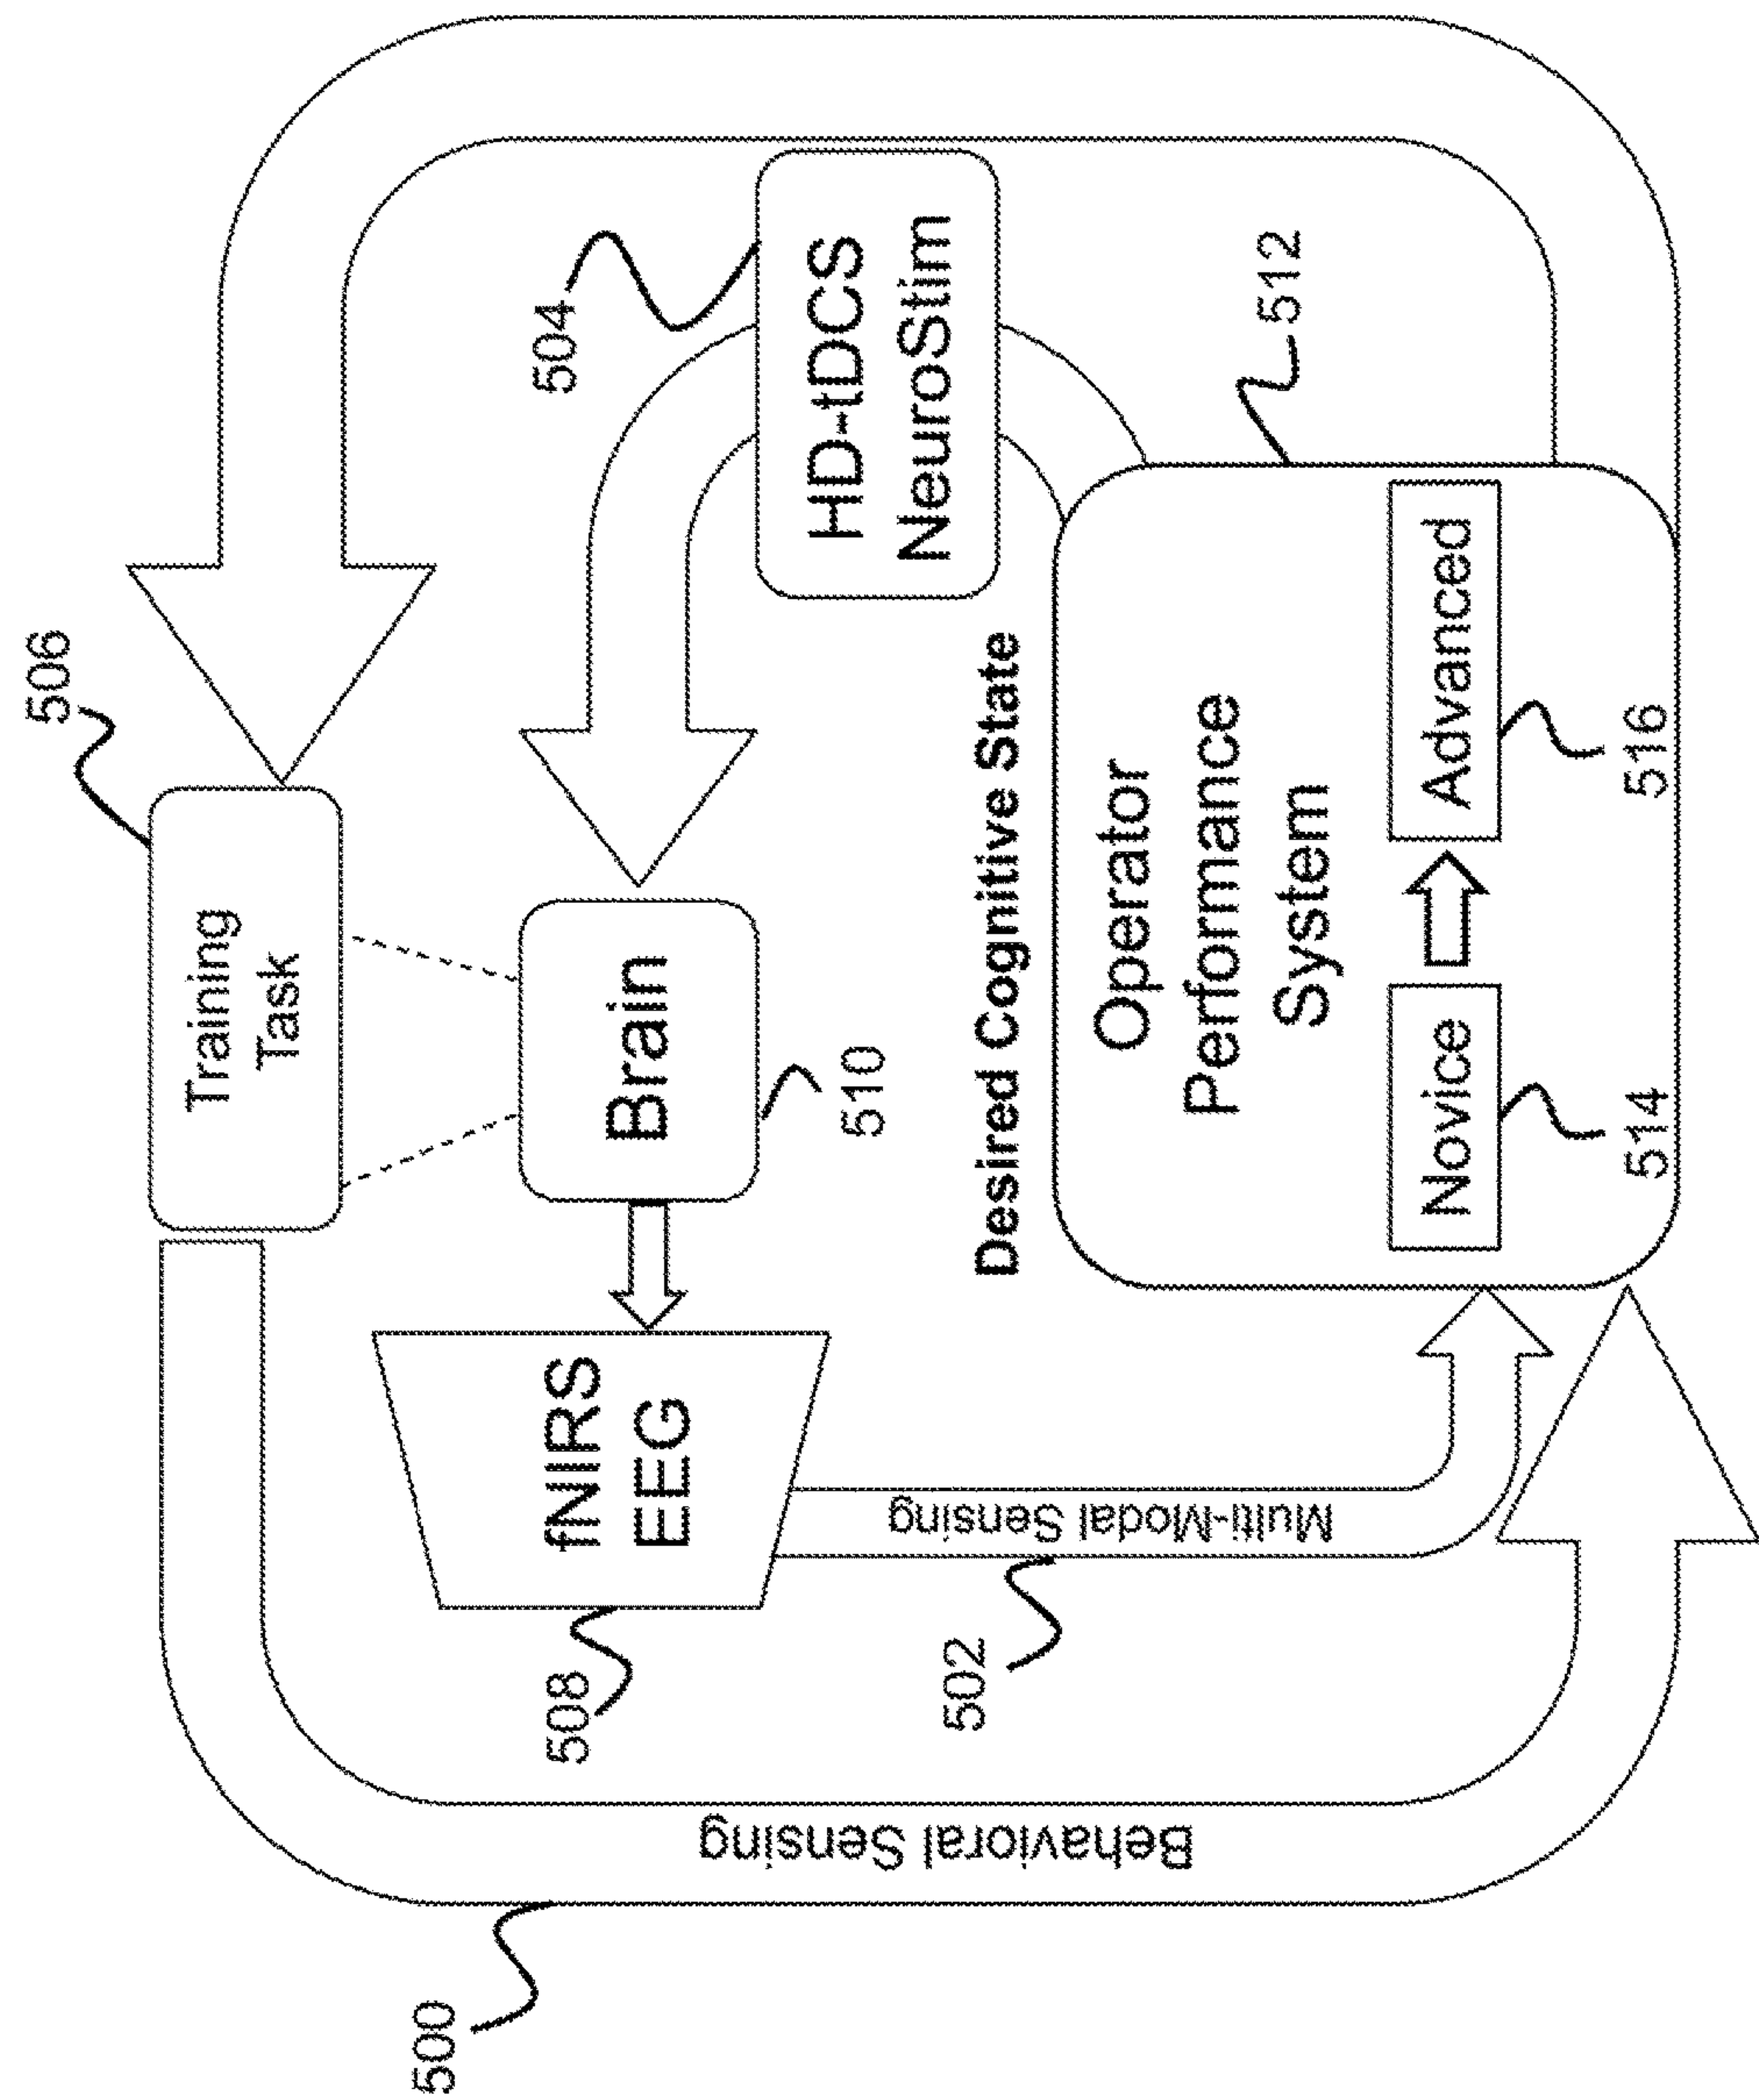 506
Training
Task
504
HD-tDCS
NeuroStim
Brain
510
fNIRS
EEG
508
500
Behavioral Sensing
502
Multi-Modal Sensing
Desired Cognitive State
512
Operator
Performance
System
Novice
Advanced
514
516